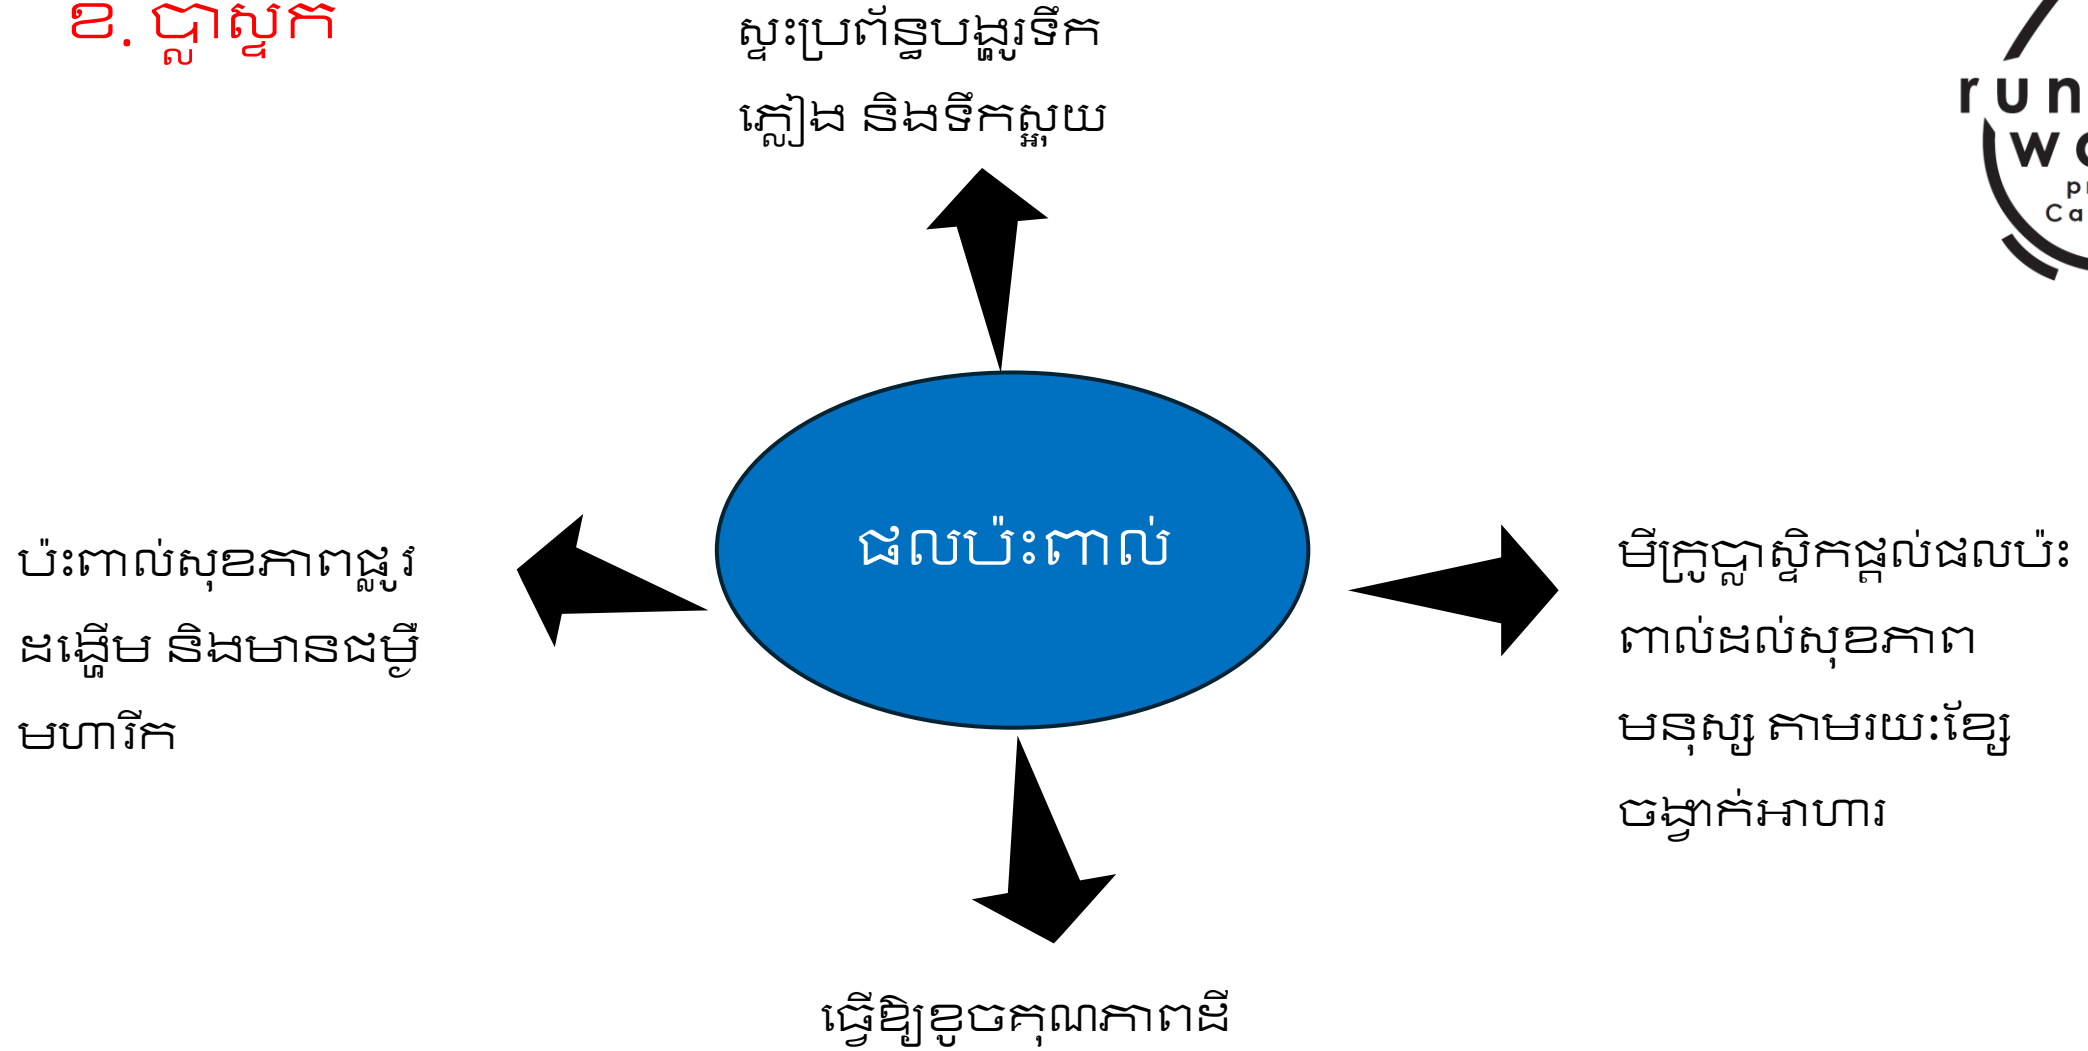 ខ. ប្លាស្ទិក
ស្ទះប្រព័ន្ធបង្ហូរទឹក
ភ្លៀង និងទឹកស្អុយ
run
ផលប៉ះពាល់
ប៉ះពាល់សុខភាពផ្លូវ
ដង្ហើម និងមានជម្ងឺ
មហារីក
មីក្រូប្លាស្ទិកផ្តល់ផលប៉ះ
ពាល់ដល់សុខភាព
មនុស្ស តាមរយៈខ្សែ
ចង្វាក់អាហារ
ធ្វើឱ្យខូចគុណភាពដី